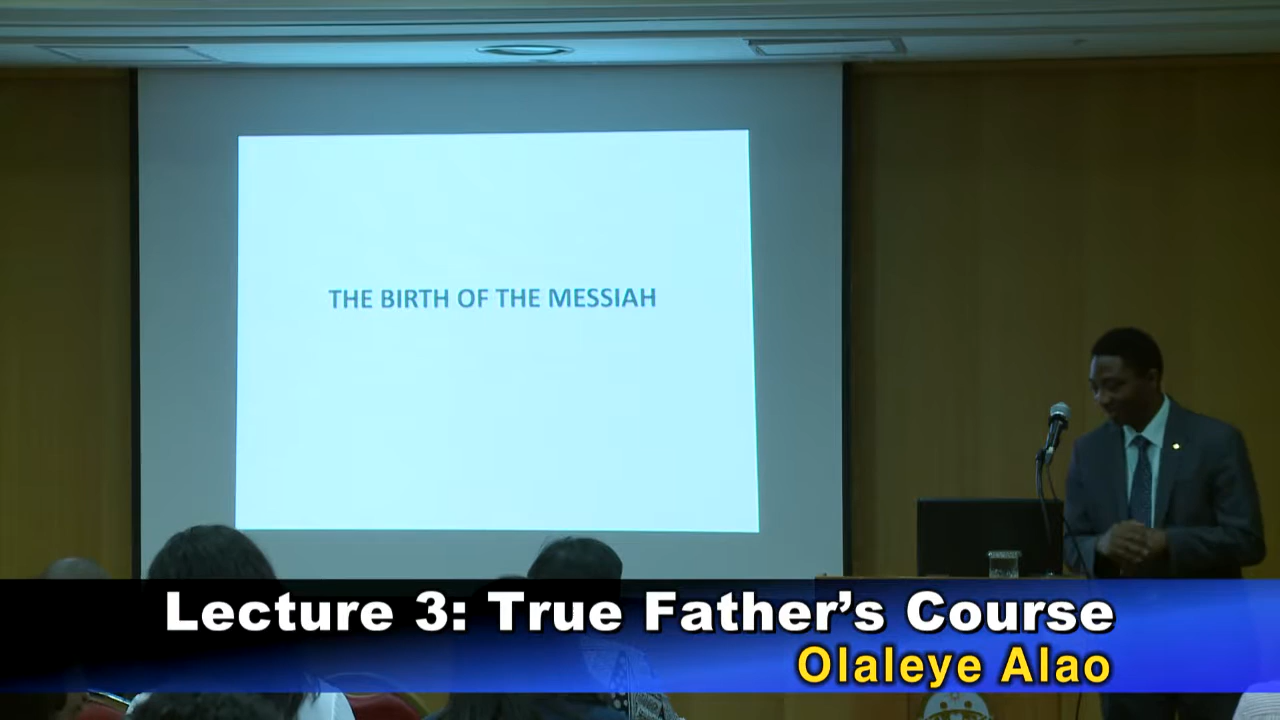 THE BIRTH OF THE MESSIAH
Lecture 3: True Father's Course
Olaleye Alao